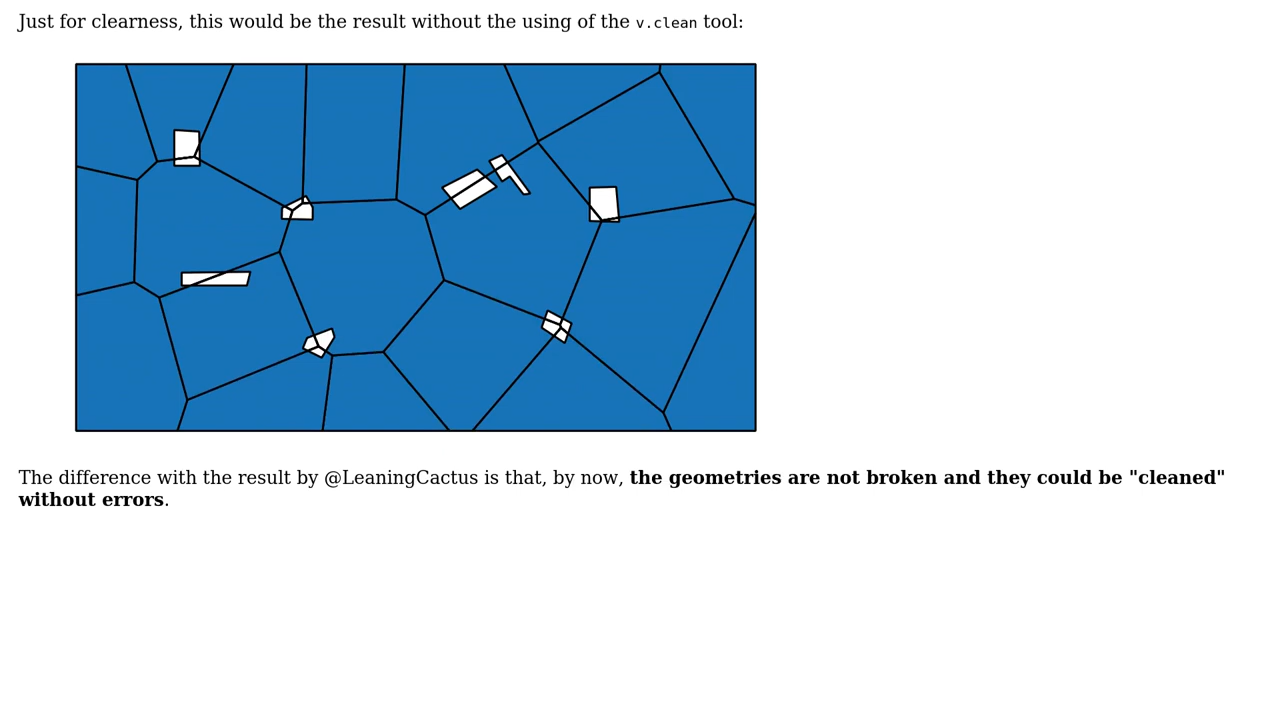 Just for clearness, this would be the result without the using of the v.clean tool:
The difference with the result by @LeaningCactus is that, by now, the geometries are not broken and they could be "cleaned"
without errors.